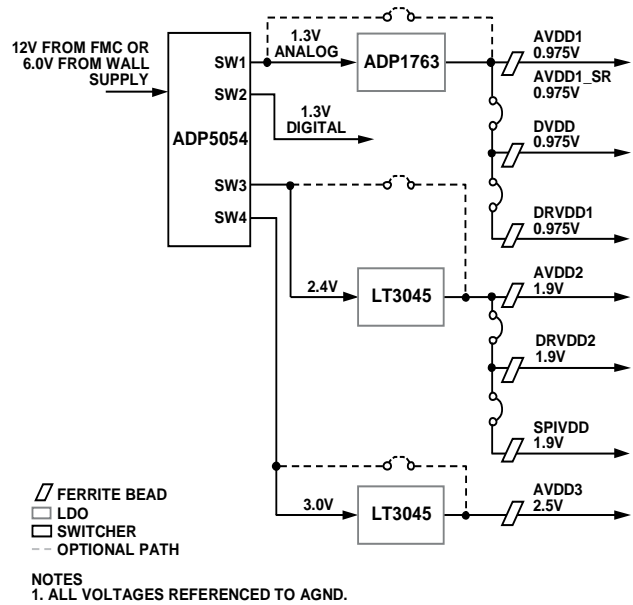 12V FROM FMC OR
6.0V FROM WALL
SUPPLY
ADP5054
SW1
SW2
SW3
SW4
1.3V
ANALOG
ADP1763
1.3V
DIGITAL
AVDD1
0.975V
AVDD1_SR
0.975V
DVDD
0.975V
DRVDD1
0.975V
2.4V
LT3045
AVDD2
1.9V
DRVDD2
1.9V
SPIVDD
1.9V
3.0V
LT3045
AVDD3
2.5V
FERRITE BEAD
LDO
SWITCHER
OPTIONAL PATH
NOTES
1. ALL VOLTAGES REFERENCED TO AGND.